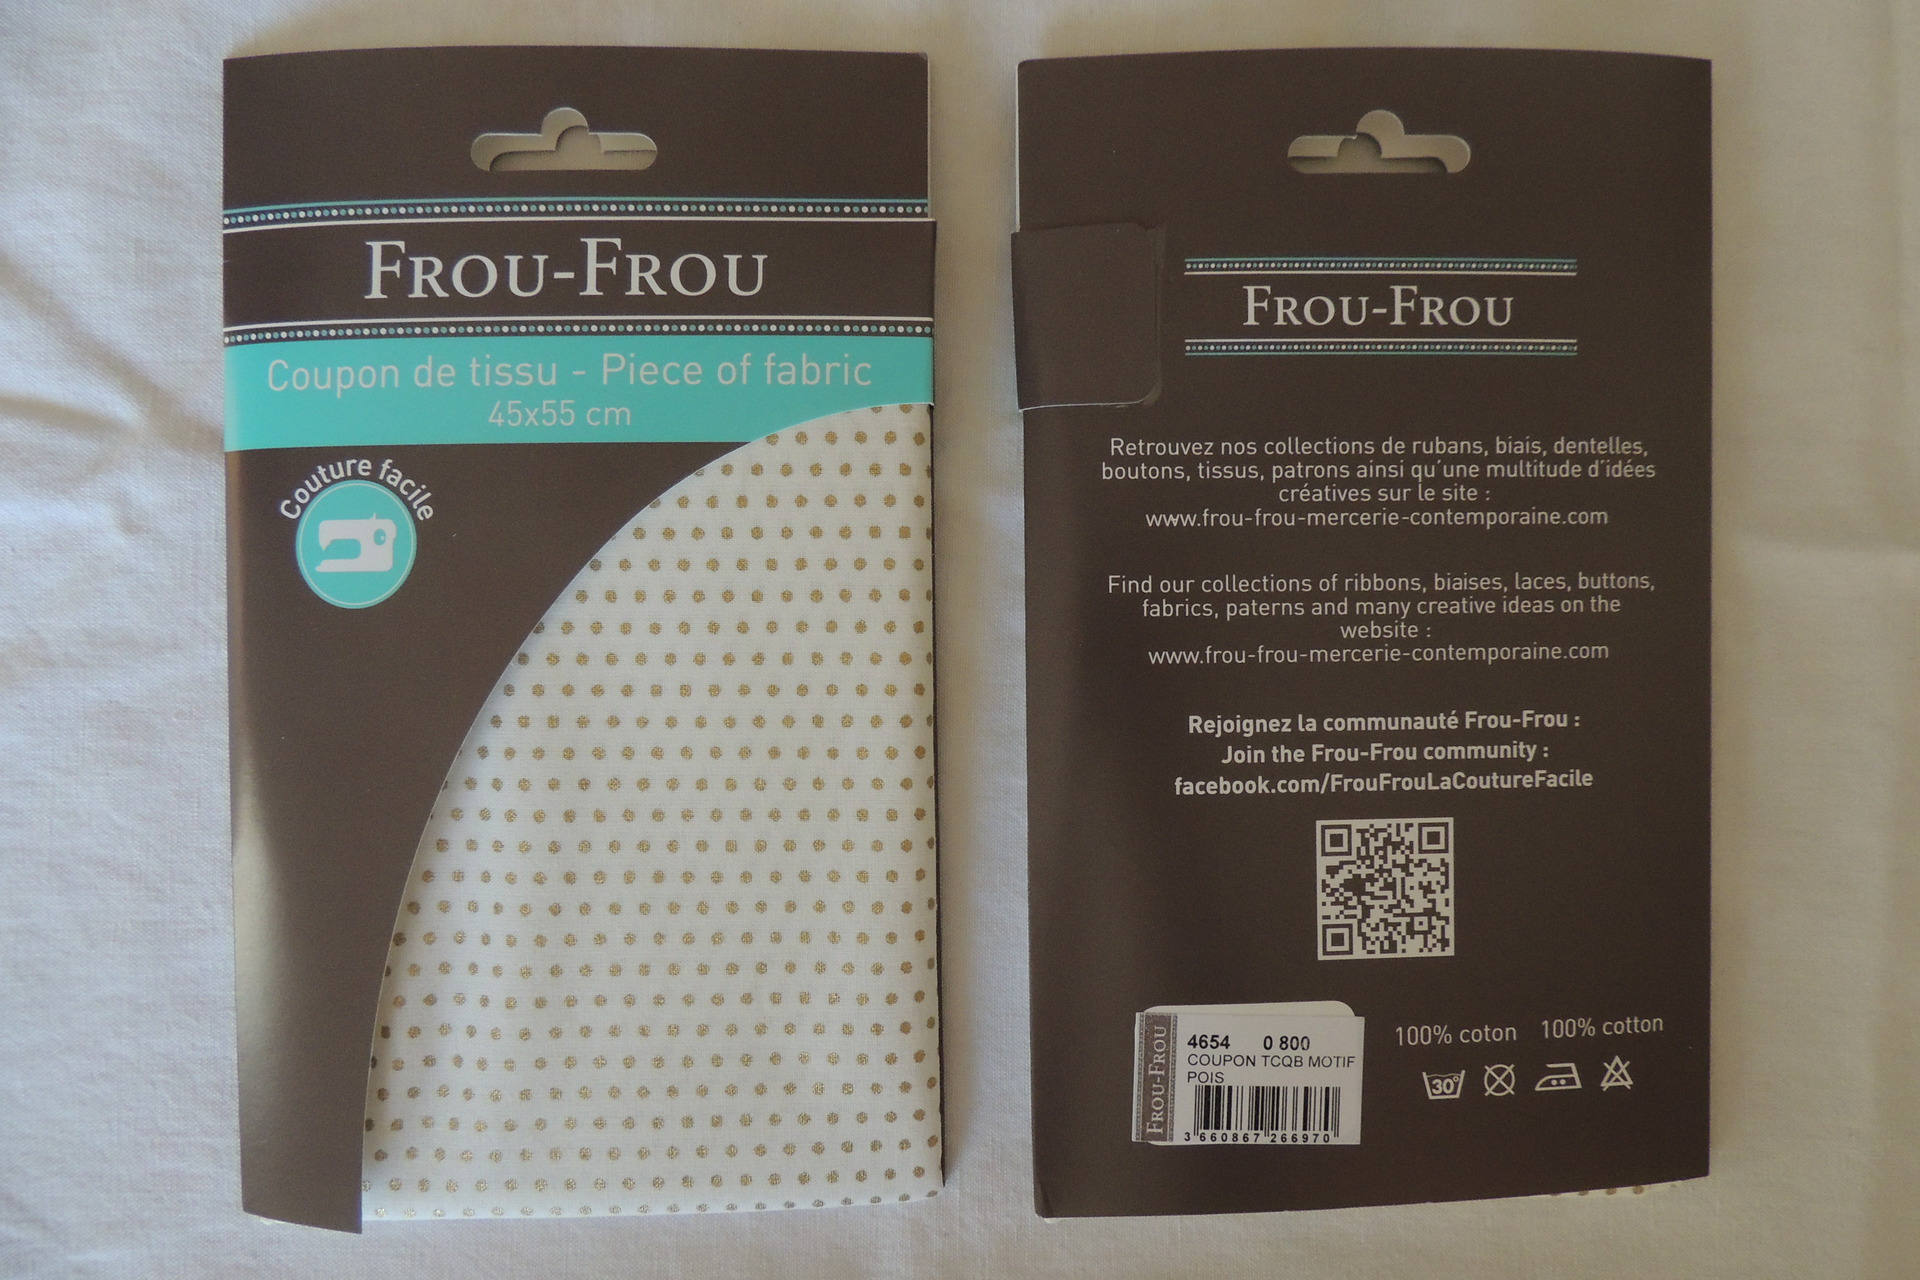 FROU-FROU
Coupon de tissu - Piece of fabric
45x55 cm
Couture facile
FROU-FROU
Retrouvez nos collections de rubans, biais, dentelles,
boutons, tissus, patrons ainsi qu'une multitude d'idées
créatives sur le site :
www.frou-frou-mercerie-contemporaine.com
Find our collections of ribbons, biaises, laces, buttons,
fabrics, paterns and many creative ideas on the
website :
www.frou-frou-mercerie-contemporaine.com
Rejoignez la communauté Frou-Frou :
Join the Frou-Frou community :
facebook.com/FrouFrouLaCoutureFacile
FROU-FROU
4654 0 800
COUPON TCQB MOTIF
POIS
3 660867 266970
100% coton 100% cotton
30°